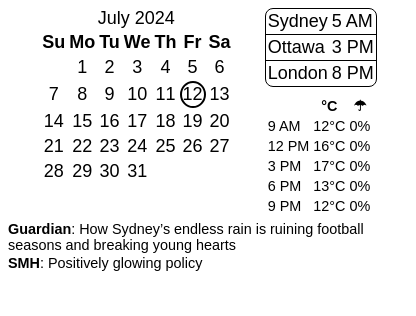 July 2024
Su Mo Tu We Th Fr Sa
1 2 3 4 5 6
7 8 9 10 11 12 13
14 15 16 17 18 19 20
21 22 23 24 25 26 27
28 29 30 31
Sydney 5 AM
Ottawa 3 PM
London 8 PM
°C ☂
9 AM 12°C 0%
12 PM 16°C 0%
3 PM 17°C 0%
6 PM 13°C 0%
9 PM 12°C 0%
Guardian: How Sydney’s endless rain is ruining football
seasons and breaking young hearts
SMH: Positively glowing policy